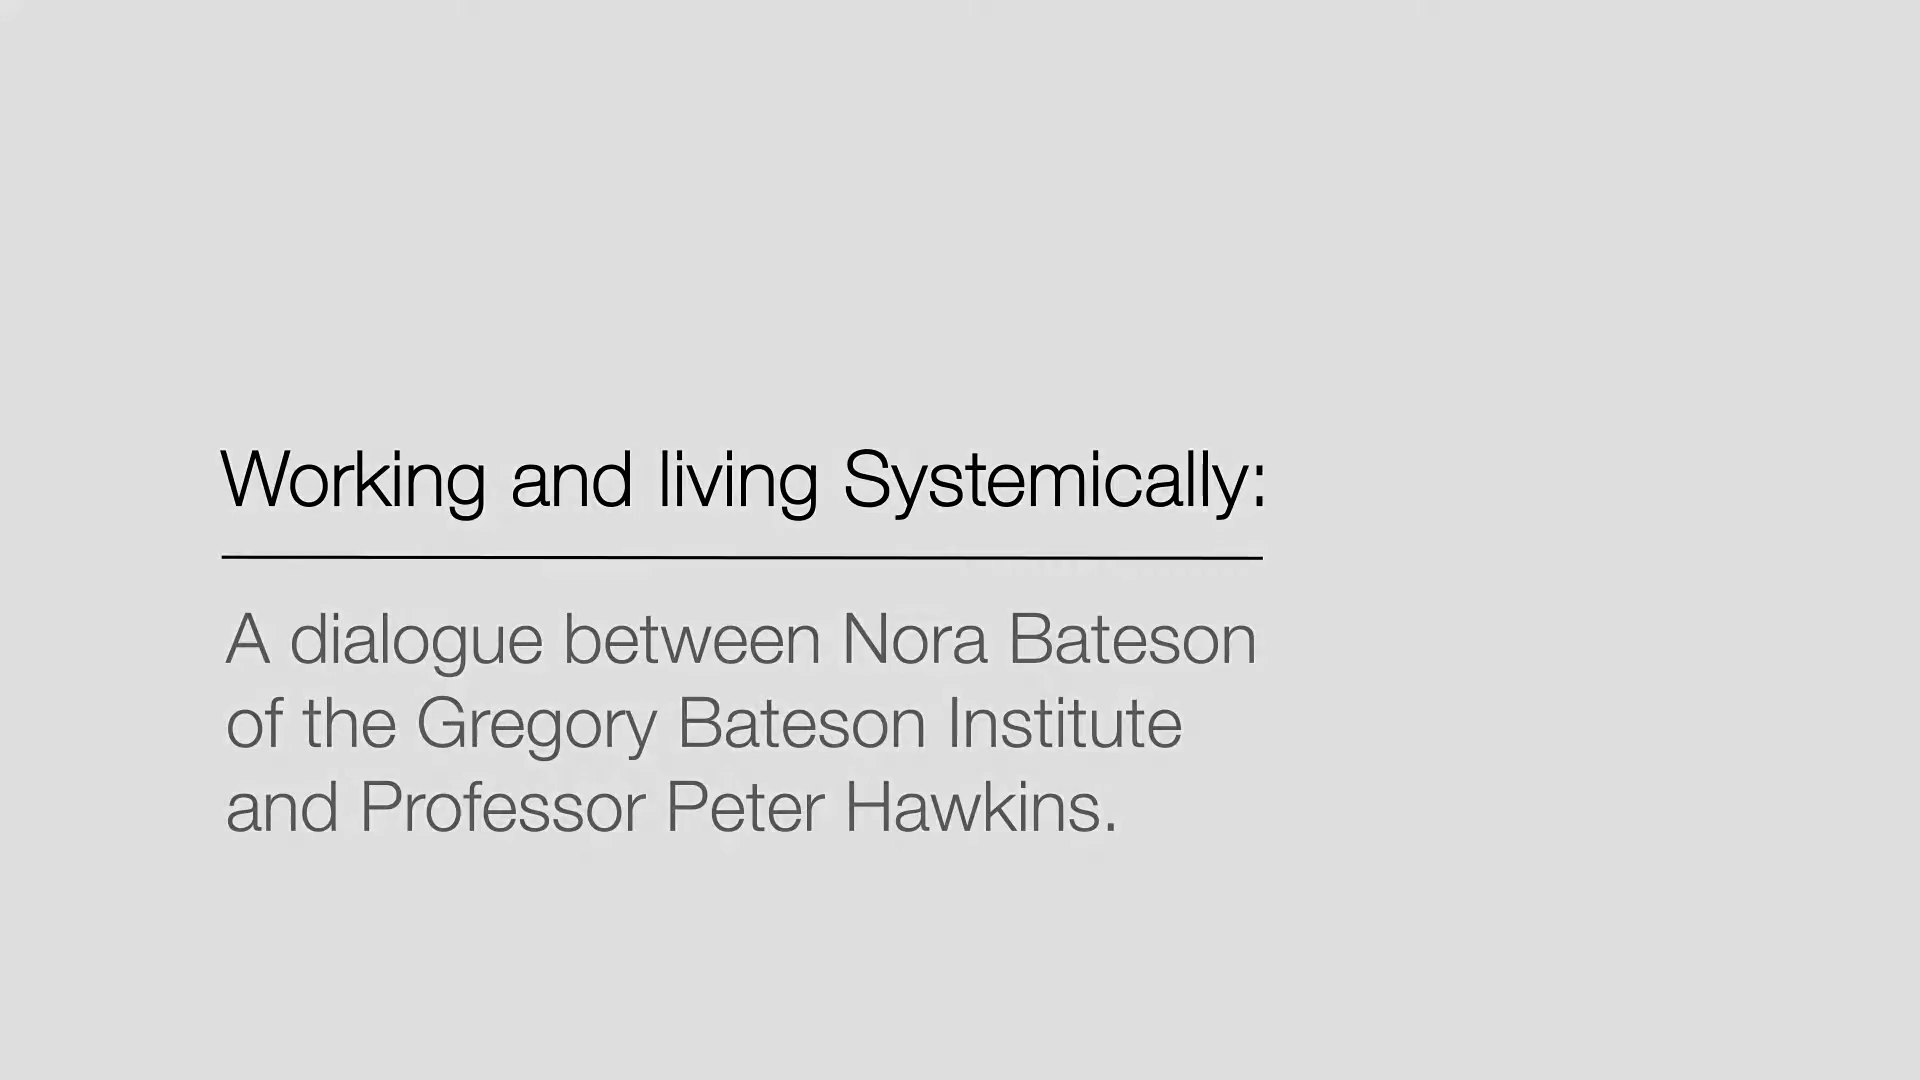 Working and living Systemically:
A dialogue between Nora Bateson
of the Gregory Bateson Institute
and Professor Peter Hawkins.